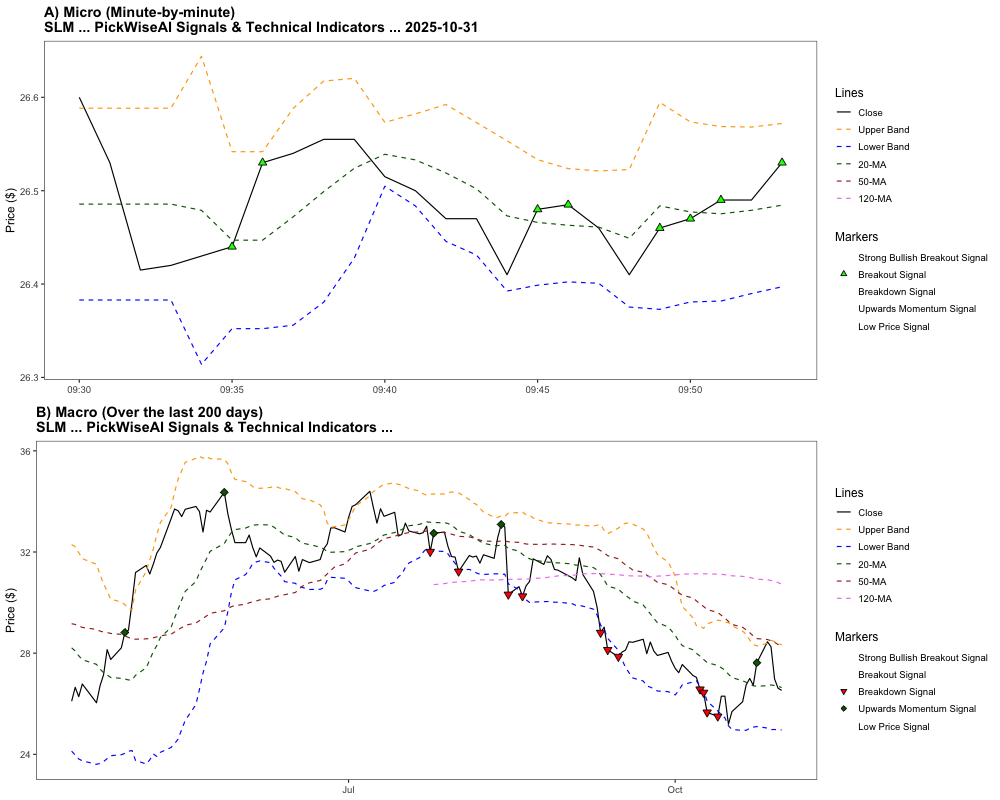 A) Micro (Minute-by-minute)
SLM ... PickWiseAI Signals & Technical Indicators ... 2025-10-31
Price ($)
26.6
26.5
26.4
26.3
09:30
09:35
09:40
09:45
09:50
Lines
Close
Upper Band
Lower Band
20-MA
50-MA
120-MA
Markers
Strong Bullish Breakout Signal
Breakout Signal
Breakdown Signal
Upwards Momentum Signal
Low Price Signal
B) Macro (Over the last 200 days)
SLM ... PickWiseAI Signals & Technical Indicators ...
Price ($)
36
32
28
24
Jul
Oct
Lines
Close
Upper Band
Lower Band
20-MA
50-MA
120-MA
Markers
Strong Bullish Breakout Signal
Breakout Signal
Breakdown Signal
Upwards Momentum Signal
Low Price Signal